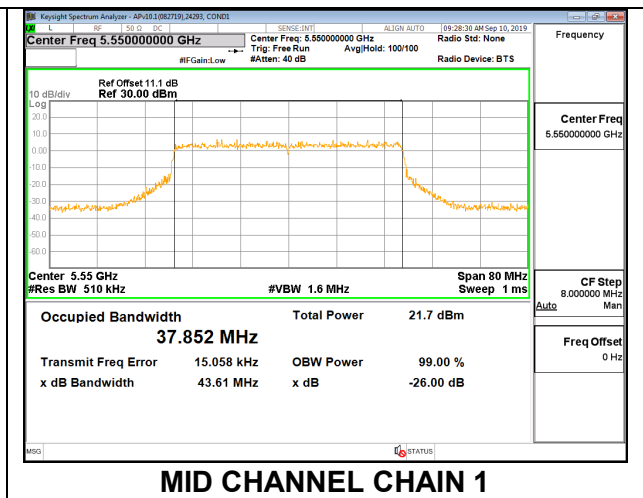 Keysight Spectrum Analyzer - APv10.1(082719),24293, COND1
L RF 50 Ω DC SENSE:INT ALIGN AUTO 09:28:30 AM Sep 10, 2019
Center Freq 5.550000000 GHz Center Freq: 5.550000000 GHz Radio Std: None Frequency
Trig: Free Run Avg|Hold: 100/100
#IFGain:Low #Atten: 40 dB Radio Device: BTS
Ref Offset 11.1 dB
10 dB/div Ref 30.00 dBm
Log
20.0
10.0
0.00
-10.0
-20.0
-30.0
-40.0
-50.0
-60.0
Center Freq
5.550000000 GHz
Center 5.55 GHz Span 80 MHz
#Res BW 510 kHz #VBW 1.6 MHz Sweep 1 ms
CF Step
8.000000 MHz
Auto Man
Occupied Bandwidth Total Power 21.7 dBm
37.852 MHz
Transmit Freq Error 15.058 kHz OBW Power 99.00 %
x dB Bandwidth 43.61 MHz x dB -26.00 dB
Freq Offset
0 Hz
MSG STATUS
MID CHANNEL CHAIN 1